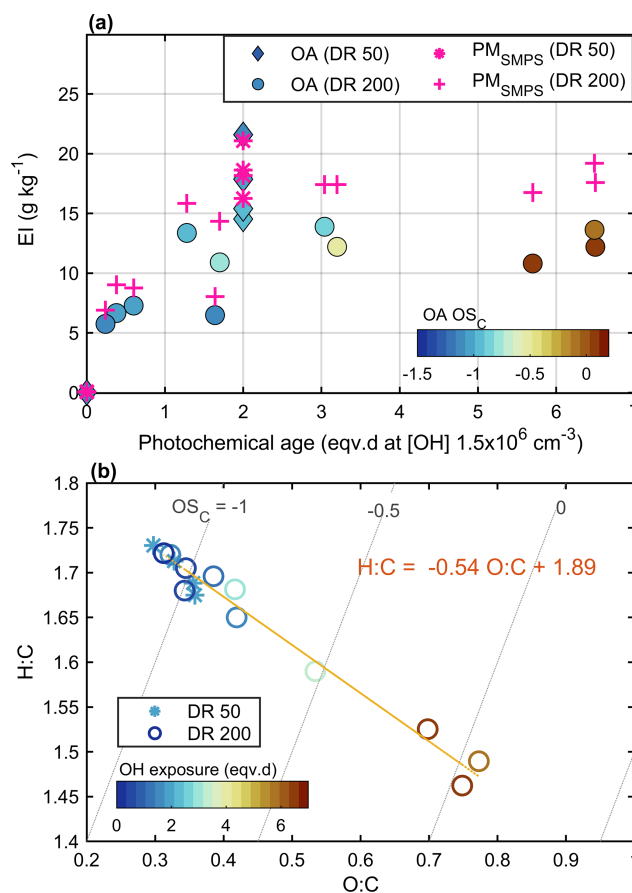 (a)
OA (DR 50)
PM_SMPS (DR 50)
OA (DR 200)
PM_SMPS (DR 200)
25
20
15
10
5
0
EI (g kg⁻¹)
OA OS_C
-1.5 -1 -0.5 0
0 1 2 3 4 5 6 7
Photochemical age (eqv.d at [OH] 1.5x10⁶ cm⁻³)
(b)
1.8
1.75
1.7
1.65
1.6
1.55
1.5
1.45
1.4
H:C
OS_C = -1
-0.5
0
H:C = -0.54 O:C + 1.89
DR 50
DR 200
OH exposure (eqv.d)
0 2 4 6
0.2 0.3 0.4 0.5 0.6 0.7 0.8 0.9 1
O:C